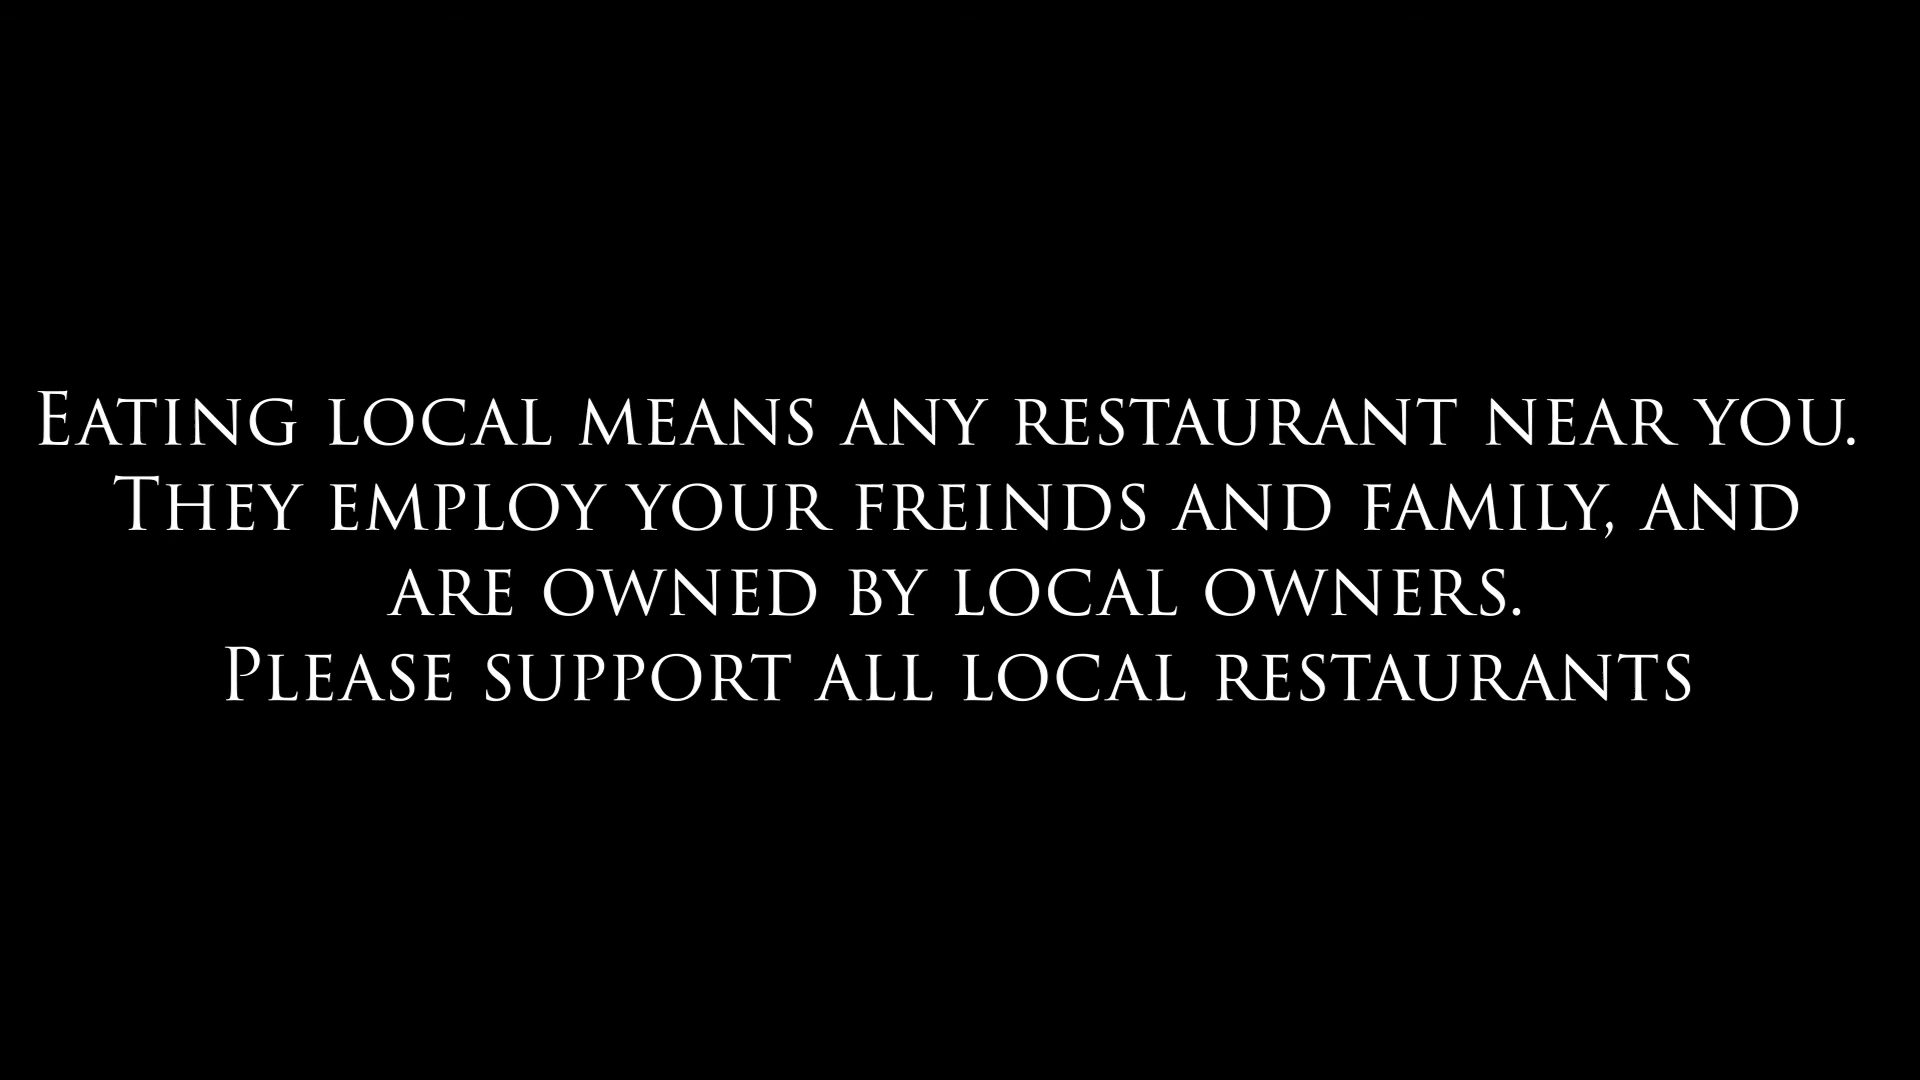 Eating local means any restaurant near you.
They employ your freinds and family, and
are owned by local owners.
Please support all local restaurants